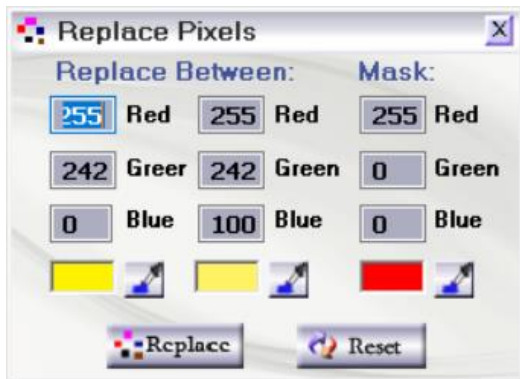 Replace Pixels
Replace Between: Mask:
255 Red 255 Red 255 Red
242 Greer 242 Green 0 Green
0 Blue 100 Blue 0 Blue
Replace Reset